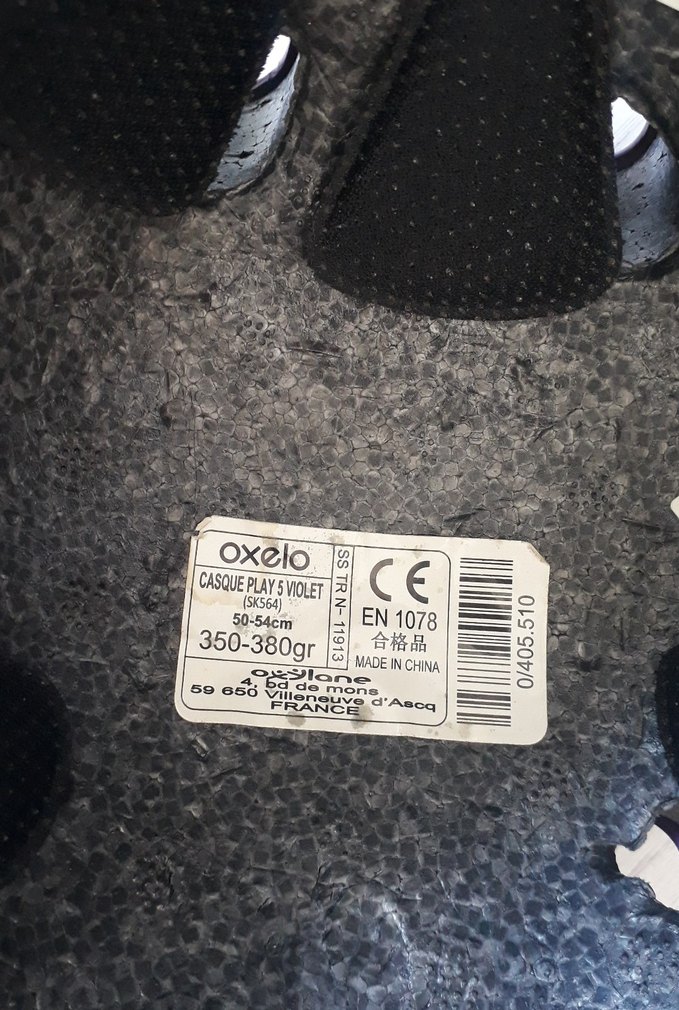 oxelo
CASQUE PLAY 5 VIOLET
(SK564)
50-54cm
350-380gr
SS TR N- 11913
CE
EN 1078
合格品
MADE IN CHINA
oxylane
4, bd de mons
59 650 Villeneuve d'Ascq
FRANCE
0/405.510